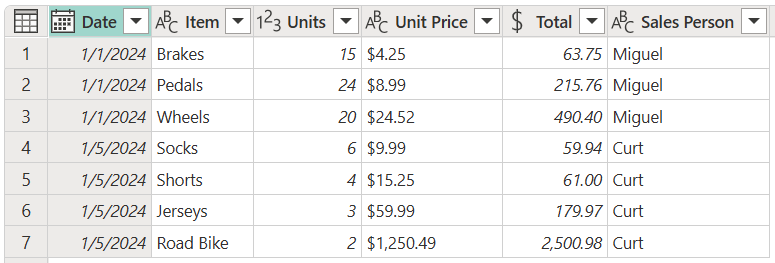 Date ABC Item 123 Units ABC Unit Price $ Total ABC Sales Person
1 1/1/2024 Brakes 15 $4.25 63.75 Miguel
2 1/1/2024 Pedals 24 $8.99 215.76 Miguel
3 1/1/2024 Wheels 20 $24.52 490.40 Miguel
4 1/5/2024 Socks 6 $9.99 59.94 Curt
5 1/5/2024 Shorts 4 $15.25 61.00 Curt
6 1/5/2024 Jerseys 3 $59.99 179.97 Curt
7 1/5/2024 Road Bike 2 $1,250.49 2,500.98 Curt